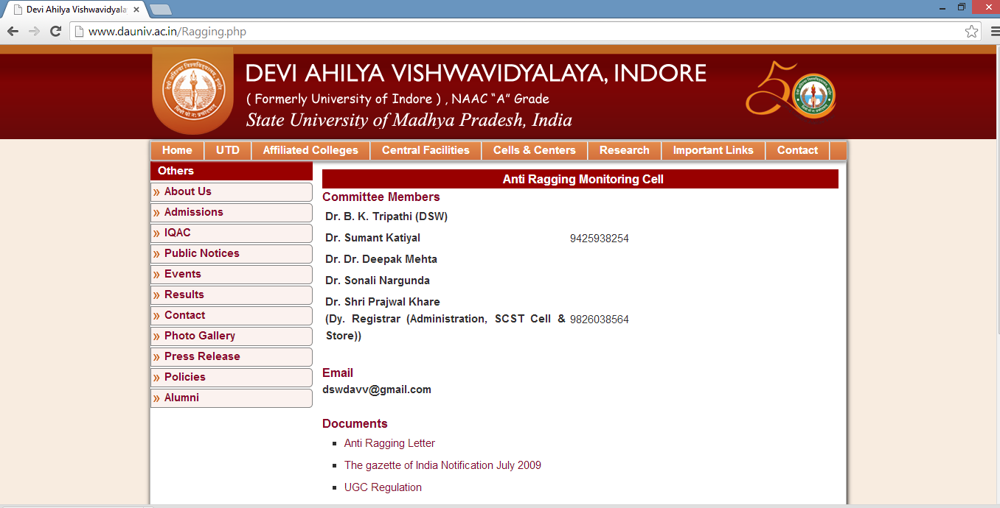 Devi Ahilya Vishwavidyala
www.dauniv.ac.in/Ragging.php
DEVI AHILYA VISHWAVIDYALAYA, INDORE
( Formerly University of Indore ) , NAAC “A” Grade
State University of Madhya Pradesh, India
50
Home UTD Affiliated Colleges Central Facilities Cells & Centers Research Important Links Contact
Others
About Us
Admissions
IQAC
Public Notices
Events
Results
Contact
Photo Gallery
Press Release
Policies
Alumni
Anti Ragging Monitoring Cell
Committee Members
Dr. B. K. Tripathi (DSW)
Dr. Sumant Katiyal 9425938254
Dr. Dr. Deepak Mehta
Dr. Sonali Nargunda
Dr. Shri Prajwal Khare
(Dy. Registrar (Administration, SCST Cell & 9826038564
Store))
Email
dswdavv@gmail.com
Documents
Anti Ragging Letter
The gazette of India Notification July 2009
UGC Regulation